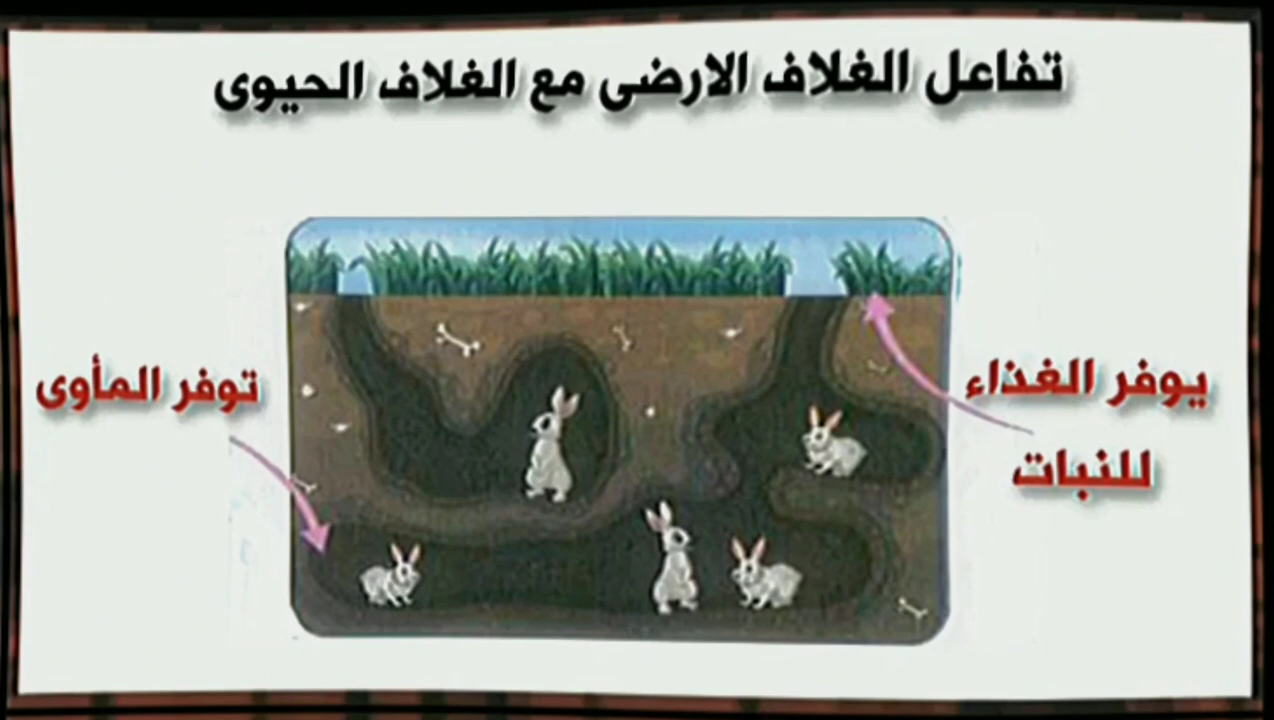 تفاعل الغلاف الارضى مع الغلاف الحيوى
يوفر الغذاء
للنبات
توفر المأوى